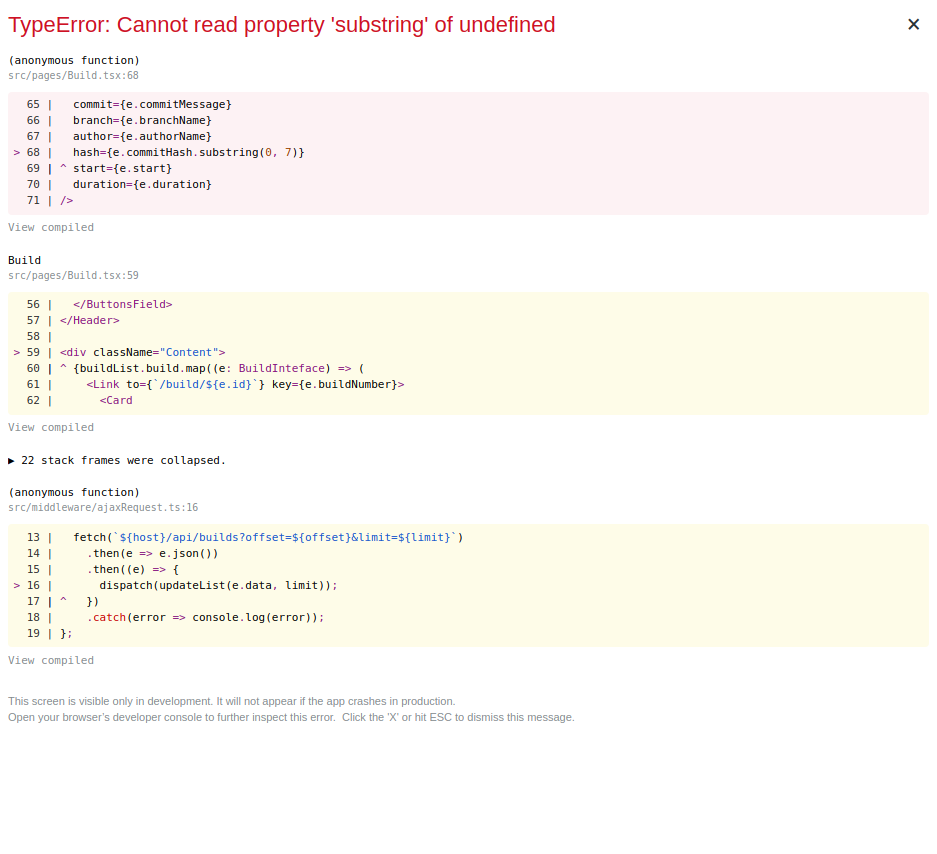 TypeError: Cannot read property 'substring' of undefined ✕
(anonymous function)
src/pages/Build.tsx:68
65 |   commit={e.commitMessage}
66 |   branch={e.branchName}
67 |   author={e.authorName}
> 68 |   hash={e.commitHash.substring(0, 7)}
69 | ^ start={e.start}
70 |   duration={e.duration}
71 | />
View compiled
Build
src/pages/Build.tsx:59
56 |   </ButtonsField>
57 | </Header>
58 |
> 59 | <div className="Content">
60 | ^ {buildList.build.map((e: BuildInteface) => (
61 |     <Link to={`/build/${e.id}`} key={e.buildNumber}>
62 |       <Card
View compiled
▶ 22 stack frames were collapsed.
(anonymous function)
src/middleware/ajaxRequest.ts:16
13 |   fetch(`${host}/api/builds?offset=${offset}&limit=${limit}`)
14 |     .then(e => e.json())
15 |     .then((e) => {
> 16 |       dispatch(updateList(e.data, limit));
17 | ^   })
18 |     .catch(error => console.log(error));
19 | };
View compiled
This screen is visible only in development. It will not appear if the app crashes in production.
Open your browser's developer console to further inspect this error.  Click the 'X' or hit ESC to dismiss this message.